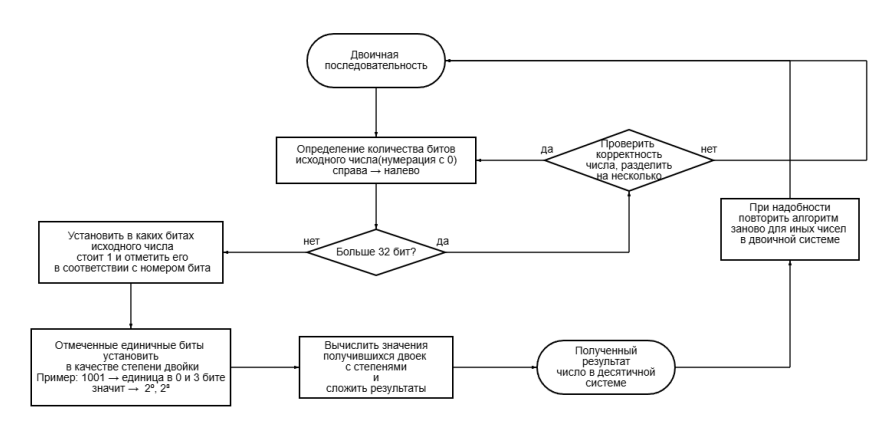 Двоичная
последовательность
Определение количества битов
исходного числа(нумерация с 0)
справа → налево
да
Проверить
корректность
числа, разделить
на несколько
нет
При надобности
повторить алгоритм
заново для иных чисел
в двоичной системе
Установить в каких битах
исходного числа
стоит 1 и отметить его
в соответствии с номером бита
нет
Больше 32 бит?
да
Отмеченные единичные биты
установить
в качестве степени двойки
Пример: 1001 → единица в 0 и 3 бите
значит → 2⁰, 2³
Вычислить значения
получившихся двоек
с степенями
и
сложить результаты
Полученный
результат
число в десятичной
системе